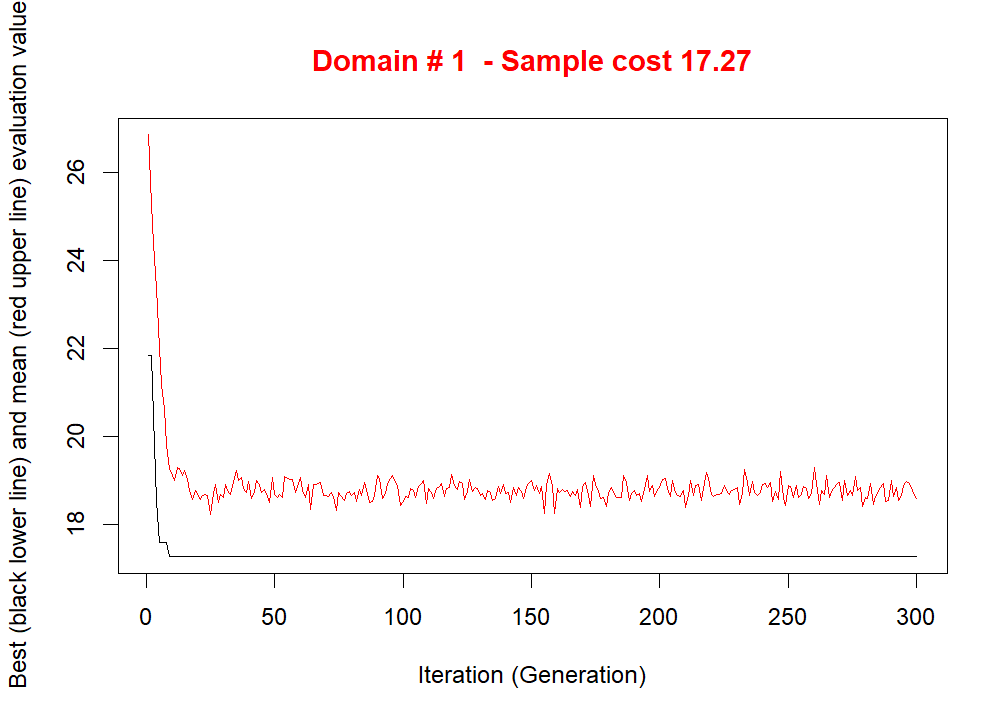 Domain # 1  - Sample cost 17.27
Best (black lower line) and mean (red upper line) evaluation value
26
24
22
20
18
0 50 100 150 200 250 300
Iteration (Generation)